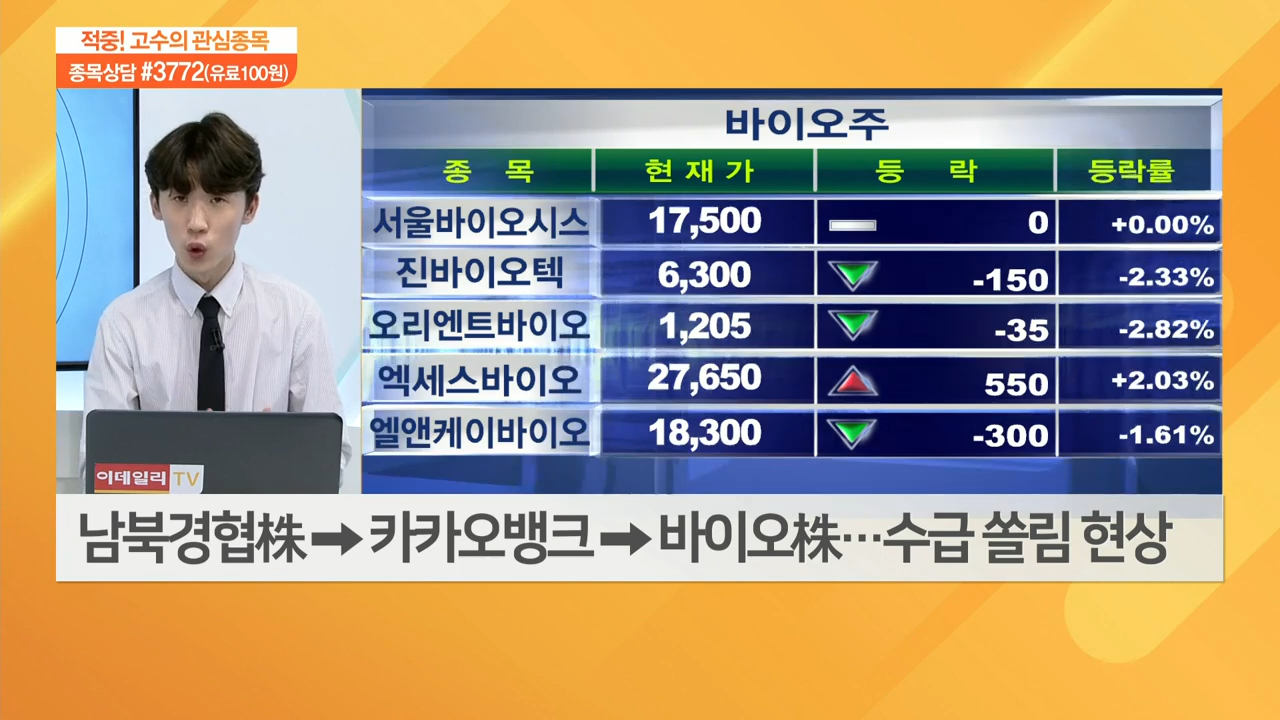 적중! 고수의 관심종목
종목상담 #3772(유료100원)
바이오주
종 목 현재가 등 락 등락률
서울바이오시스 17,500 0 +0.00%
진바이오텍 6,300 -150 -2.33%
오리엔트바이오 1,205 -35 -2.82%
엑세스바이오 27,650 550 +2.03%
엘앤케이바이오 18,300 -300 -1.61%
이데일리 TV
남북경협株➡카카오뱅크➡바이오株…수급 쏠림 현상